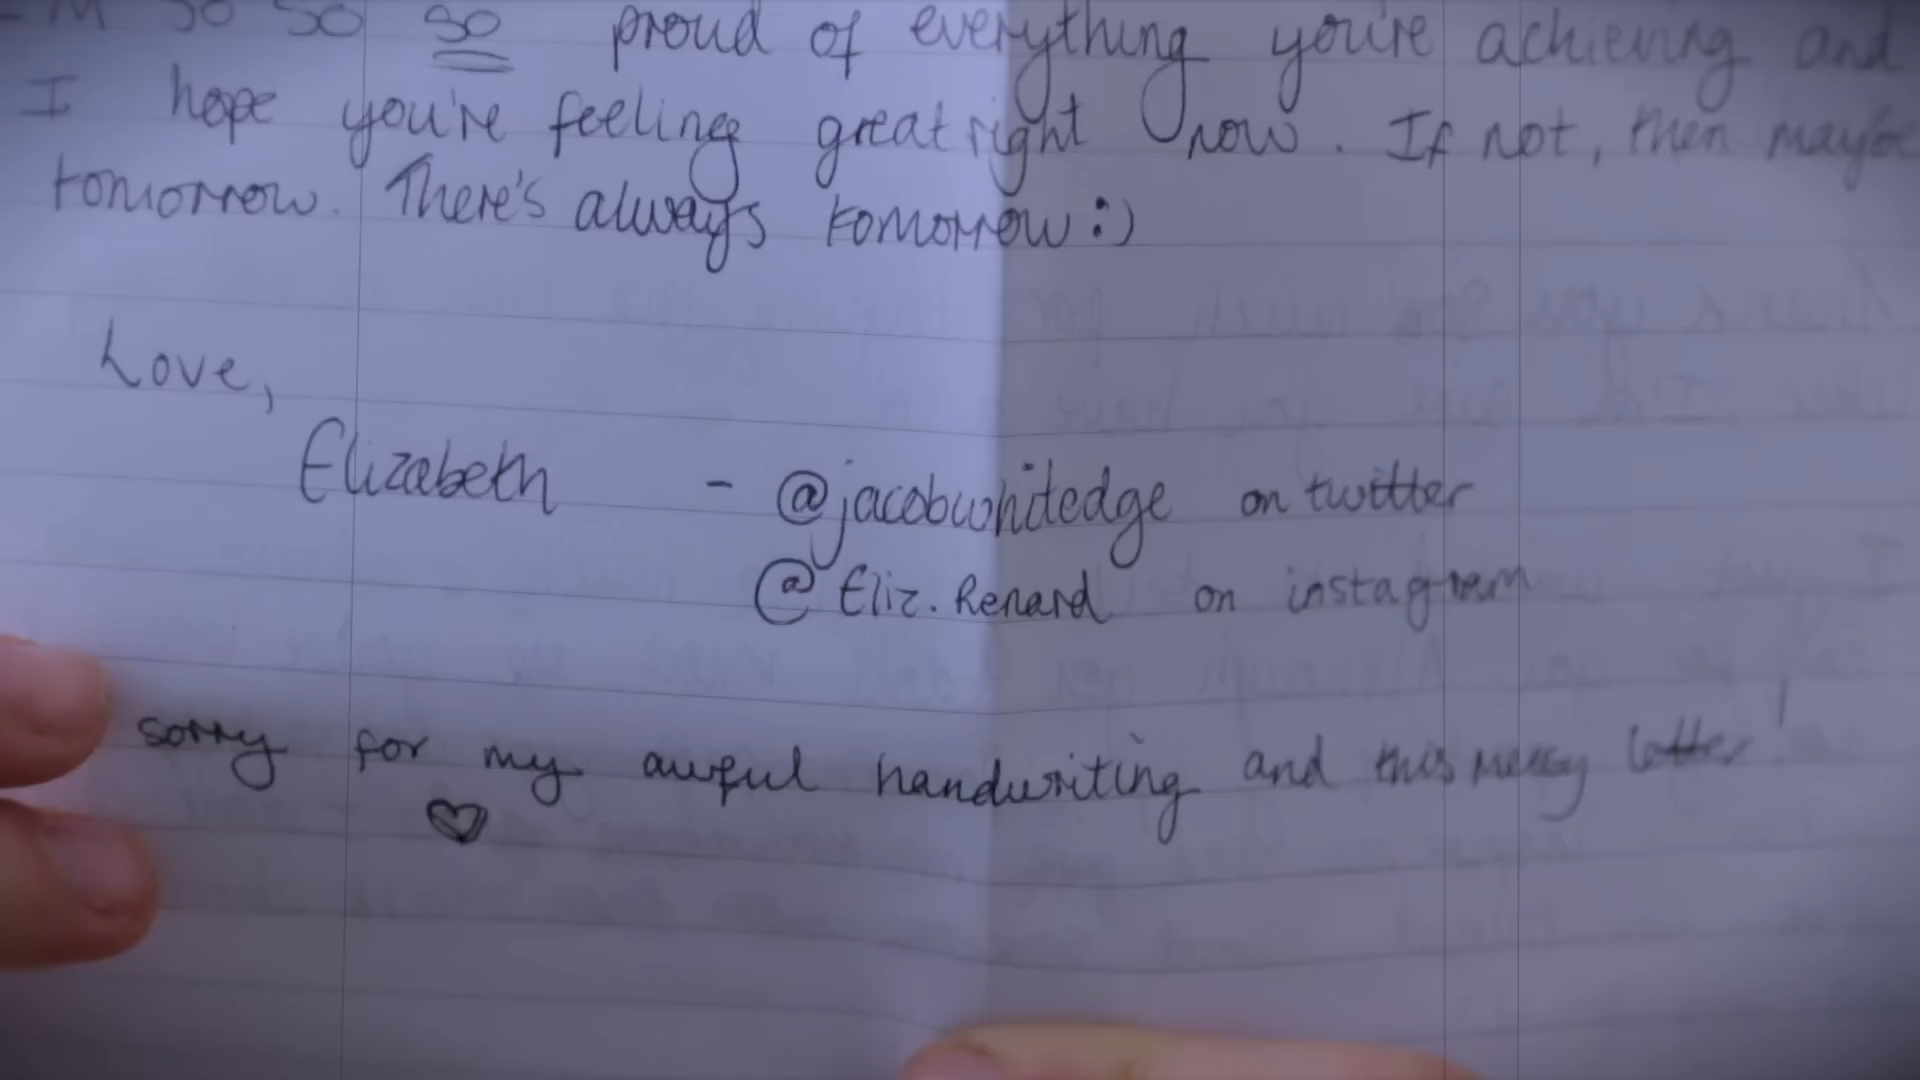 I'M so so so proud of everything you're achieving and
I hope you're feeling great right now. If not, then maybe
tomorrow. There's always tomorrow :)
Love,
Elizabeth - @jacobwhitedge on twitter
@Eliz.Renard on instagram
sorry for my awful handwriting and this messy letter!